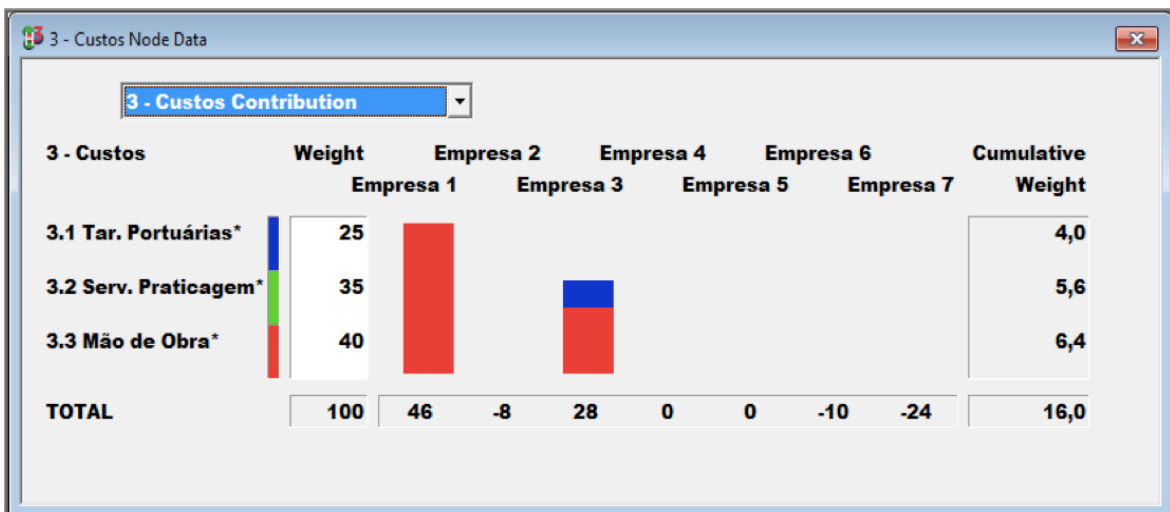 3 - Custos Node Data
3 - Custos Contribution
3 - Custos Weight Empresa 2 Empresa 4 Empresa 6 Cumulative
Empresa 1 Empresa 3 Empresa 5 Empresa 7 Weight
3.1 Tar. Portuárias* 25 4,0
3.2 Serv. Praticagem* 35 5,6
3.3 Mão de Obra* 40 6,4
TOTAL 100 46 -8 28 0 0 -10 -24 16,0